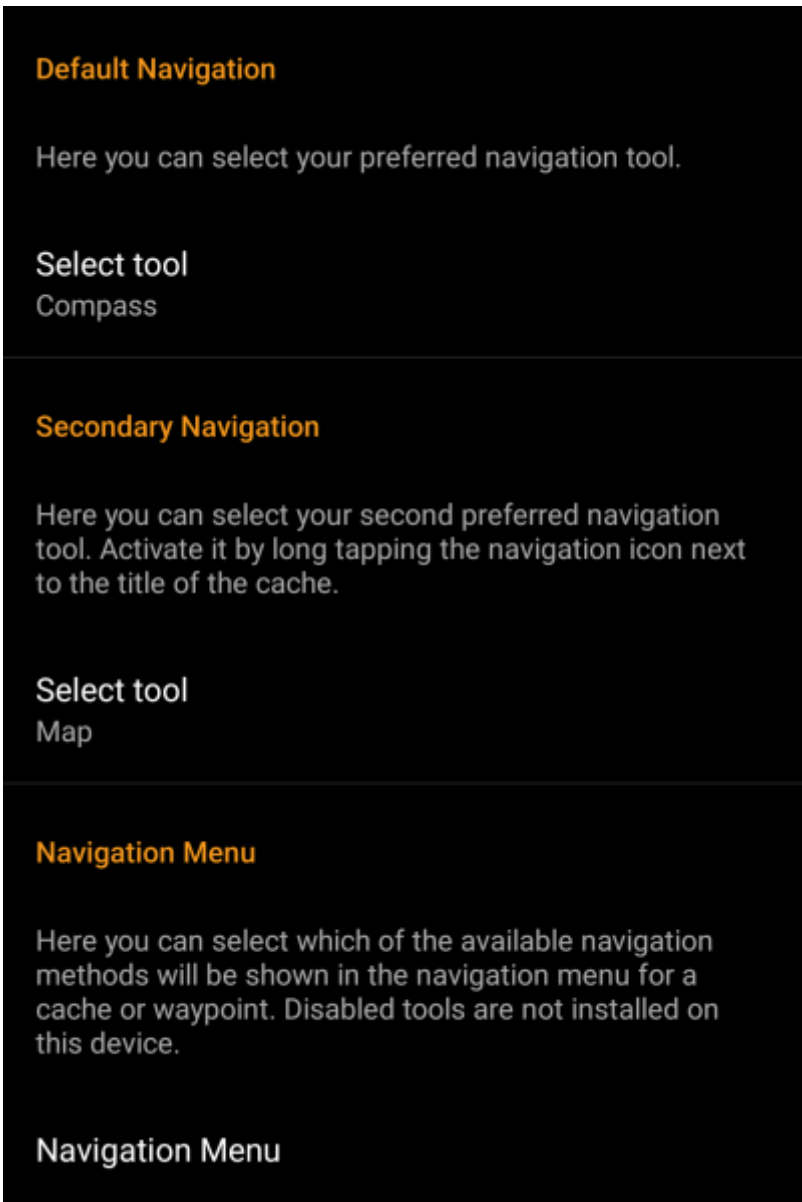 Default Navigation
Here you can select your preferred navigation tool.
Select tool
Compass
Secondary Navigation
Here you can select your second preferred navigation
tool. Activate it by long tapping the navigation icon next
to the title of the cache.
Select tool
Map
Navigation Menu
Here you can select which of the available navigation
methods will be shown in the navigation menu for a
cache or waypoint. Disabled tools are not installed on
this device.
Navigation Menu